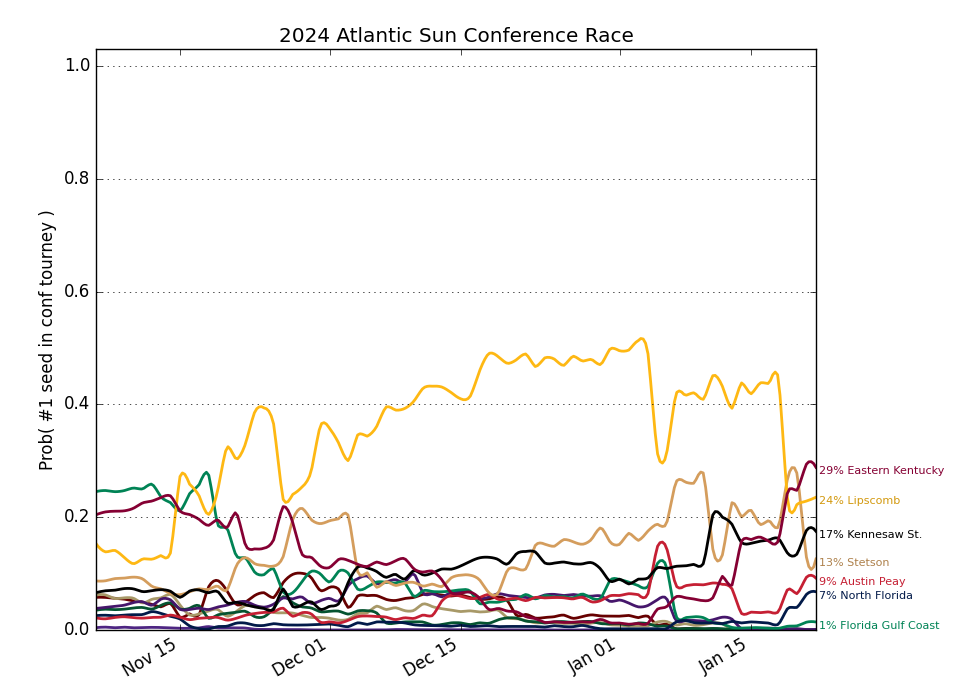 2024 Atlantic Sun Conference Race
Prob( #1 seed in conf tourney )
1.0
0.8
0.6
0.4
0.2
0.0
Nov 15
Dec 01
Dec 15
Jan 01
Jan 15
29% Eastern Kentucky
24% Lipscomb
17% Kennesaw St.
13% Stetson
9% Austin Peay
7% North Florida
1% Florida Gulf Coast